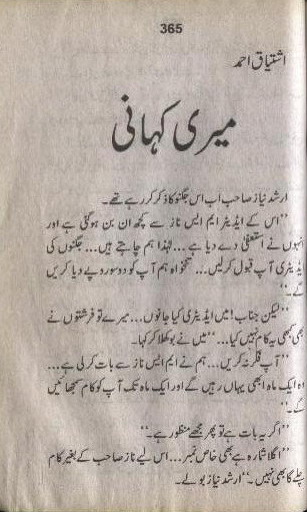 365
اشتیاق احمد
میری کہانی
ارشد نیاز صاحب اب اس جگنو کا ذکر کر رہے تھے۔
"اس کے ایڈیٹر ایم ایس ناز سے کچھ ان بن ہو گئی ہے اور
انہوں نے استعفیٰ دے دیا ہے ... لہٰذا ہم چاہتے ہیں ... جگنو کی
ایڈیٹری آپ قبول کر لیں ... تنخواہ ہم آپ کو دو سو روپے دیا کریں
گے۔"
"لیکن جناب! میں ایڈیٹری کیا جانوں ... میرے تو فرشتوں نے
بھی کبھی یہ کام نہیں کیا ..." میں نے بوکھلا کر کہا۔
"آپ فکر نہ کریں ... ہم نے ایم ایس ناز سے بات کر لی ہے ...
وہ ایک ماہ ابھی یہاں رہیں گے اور ایک ماہ تک آپ کو کام سمجھائیں
گے۔"
"اگر یہ بات ہے تو پھر مجھے منظور ہے۔"
"اگلا شمارہ ہے بھی خاص نمبر ... اس لیے ناز صاحب کے بغیر کام
چلے گا بھی نہیں۔" ارشد نیاز بولے۔